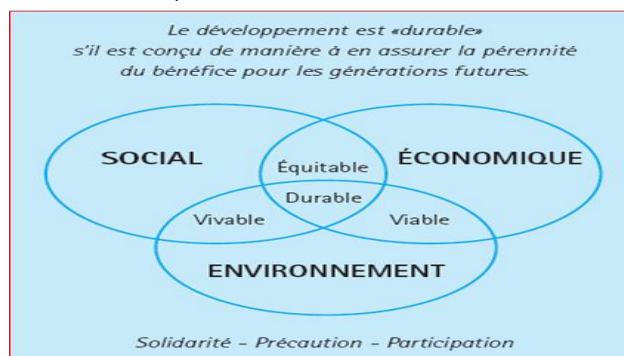 Le développement est «durable»
s'il est conçu de manière à en assurer la pérennité
du bénéfice pour les générations futures.
SOCIAL
ÉCONOMIQUE
Équitable
Durable
Vivable
Viable
ENVIRONNEMENT
Solidarité – Précaution – Participation